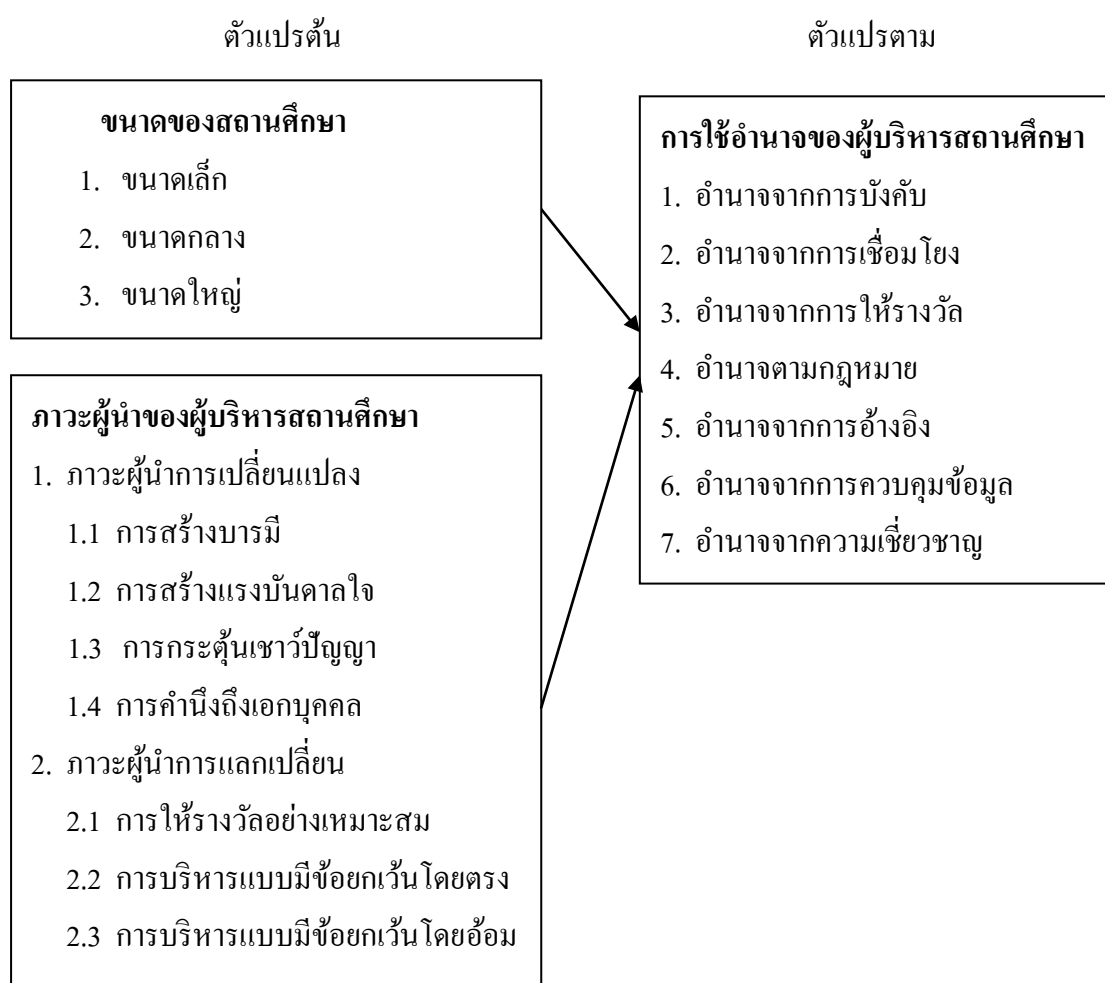 ตัวแปรต้น
ตัวแปรตาม
ขนาดของสถานศึกษา
1. ขนาดเล็ก
2. ขนาดกลาง
3. ขนาดใหญ่
ภาวะผู้นำของผู้บริหารสถานศึกษา
1. ภาวะผู้นำการเปลี่ยนแปลง
1.1 การสร้างบารมี
1.2 การสร้างแรงบันดาลใจ
1.3 การกระตุ้นเชาว์ปัญญา
1.4 การคำนึงถึงเอกบุคคล
2. ภาวะผู้นำการแลกเปลี่ยน
2.1 การให้รางวัลอย่างเหมาะสม
2.2 การบริหารแบบมีข้อยกเว้นโดยตรง
2.3 การบริหารแบบมีข้อยกเว้นโดยอ้อม
การใช้อำนาจของผู้บริหารสถานศึกษา
1. อำนาจจากการบังคับ
2. อำนาจจากการเชื่อมโยง
3. อำนาจจากการให้รางวัล
4. อำนาจตามกฎหมาย
5. อำนาจจากการอ้างอิง
6. อำนาจจากการควบคุมข้อมูล
7. อำนาจจากความเชี่ยวชาญ